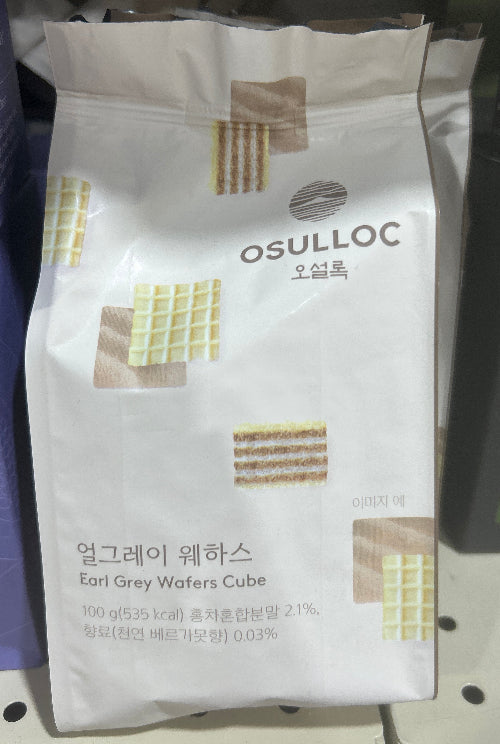 OSULLOC
오설록
이미지 예
얼그레이 웨하스
Earl Grey Wafers Cube
100 g(535 kcal) 홍차혼합분말 2.1%,
향료(천연 베르가못향) 0.03%